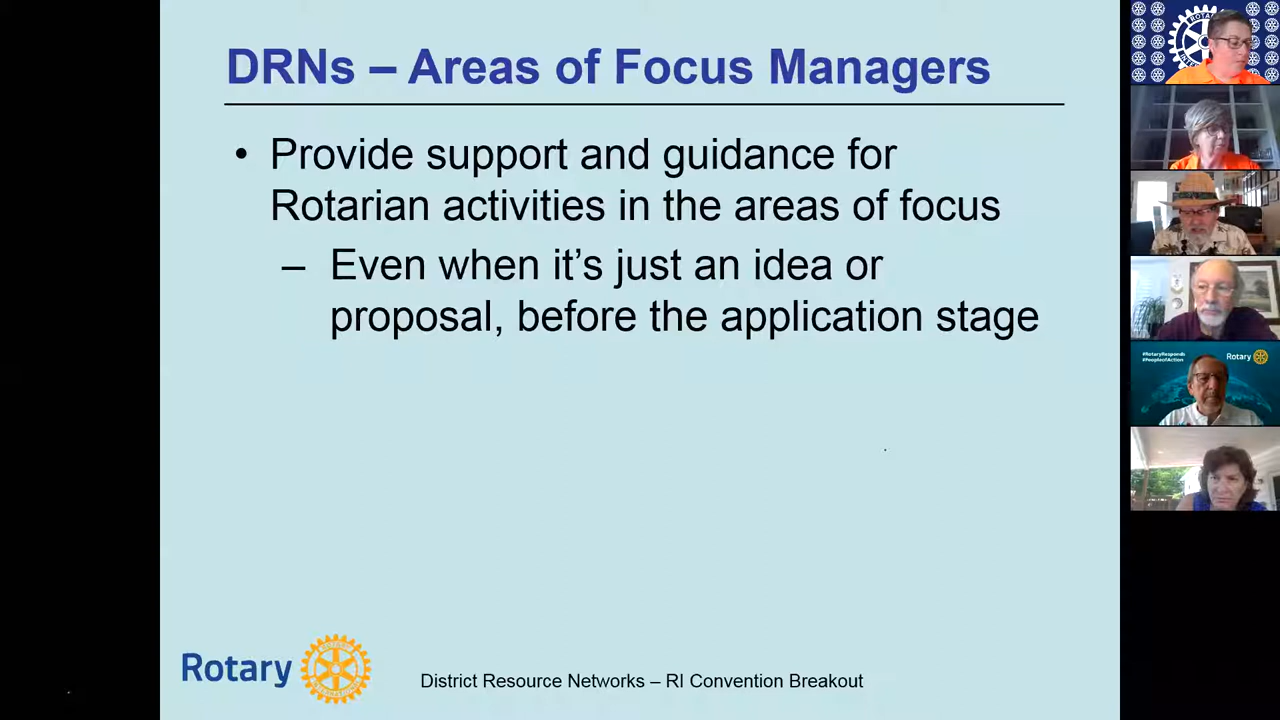 DRNs – Areas of Focus Managers
• Provide support and guidance for
Rotarian activities in the areas of focus
– Even when it’s just an idea or
proposal, before the application stage
Rotary
District Resource Networks – RI Convention Breakout
#RotaryResponds
#PeopleofAction
Rotary